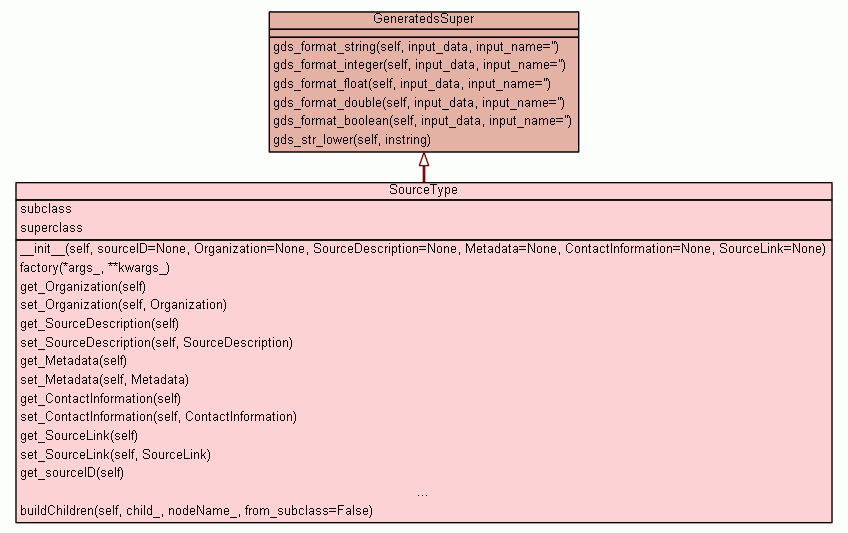 GeneratedsSuper
gds_format_string(self, input_data, input_name='')
gds_format_integer(self, input_data, input_name='')
gds_format_float(self, input_data, input_name='')
gds_format_double(self, input_data, input_name='')
gds_format_boolean(self, input_data, input_name='')
gds_str_lower(self, instring)
SourceType
subclass
superclass
__init__(self, sourceID=None, Organization=None, SourceDescription=None, Metadata=None, ContactInformation=None, SourceLink=None)
factory(*args_, **kwargs_)
get_Organization(self)
set_Organization(self, Organization)
get_SourceDescription(self)
set_SourceDescription(self, SourceDescription)
get_Metadata(self)
set_Metadata(self, Metadata)
get_ContactInformation(self)
set_ContactInformation(self, ContactInformation)
get_SourceLink(self)
set_SourceLink(self, SourceLink)
get_sourceID(self)
...
buildChildren(self, child_, nodeName_, from_subclass=False)